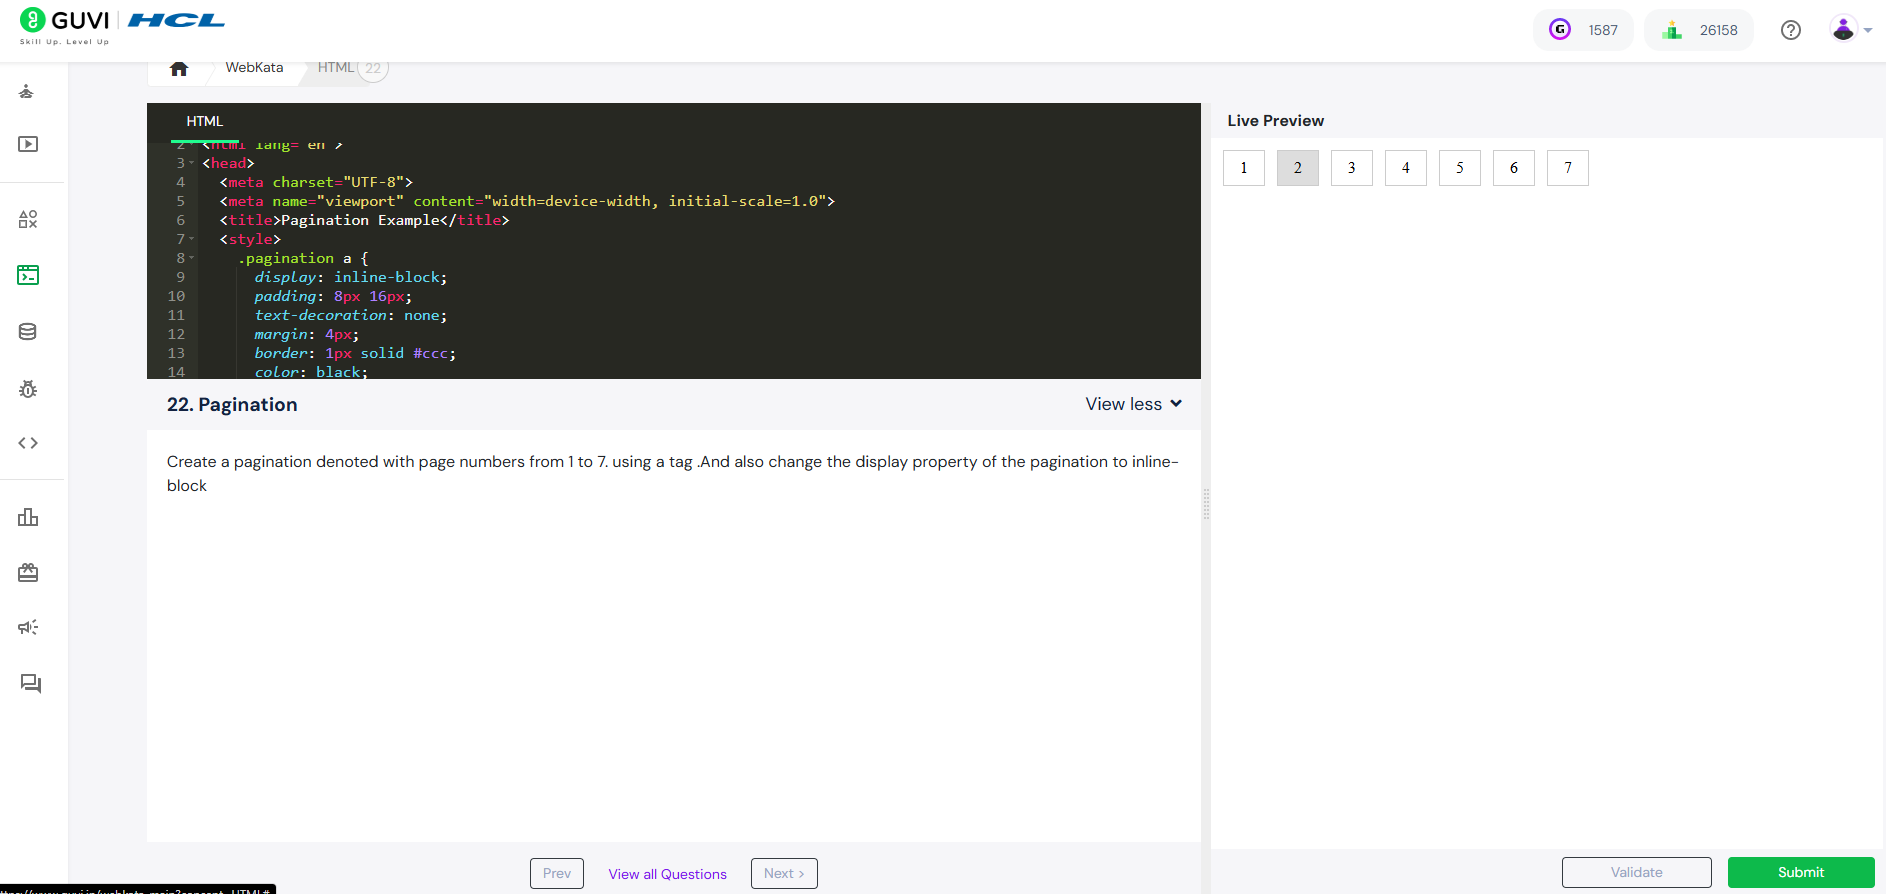 GUVI HCL
Skill Up. Level Up
1587
26158
WebKata
HTML 22
HTML
2 <html lang="en">
3 <head>
4 <meta charset="UTF-8">
5 <meta name="viewport" content="width=device-width, initial-scale=1.0">
6 <title>Pagination Example</title>
7 <style>
8 .pagination a {
9 display: inline-block;
10 padding: 8px 16px;
11 text-decoration: none;
12 margin: 4px;
13 border: 1px solid #ccc;
14 color: black;
Live Preview
1 2 3 4 5 6 7
22. Pagination
View less
Create a pagination denoted with page numbers from 1 to 7. using a tag .And also change the display property of the pagination to inline-
block
Prev
View all Questions
Next >
Validate
Submit